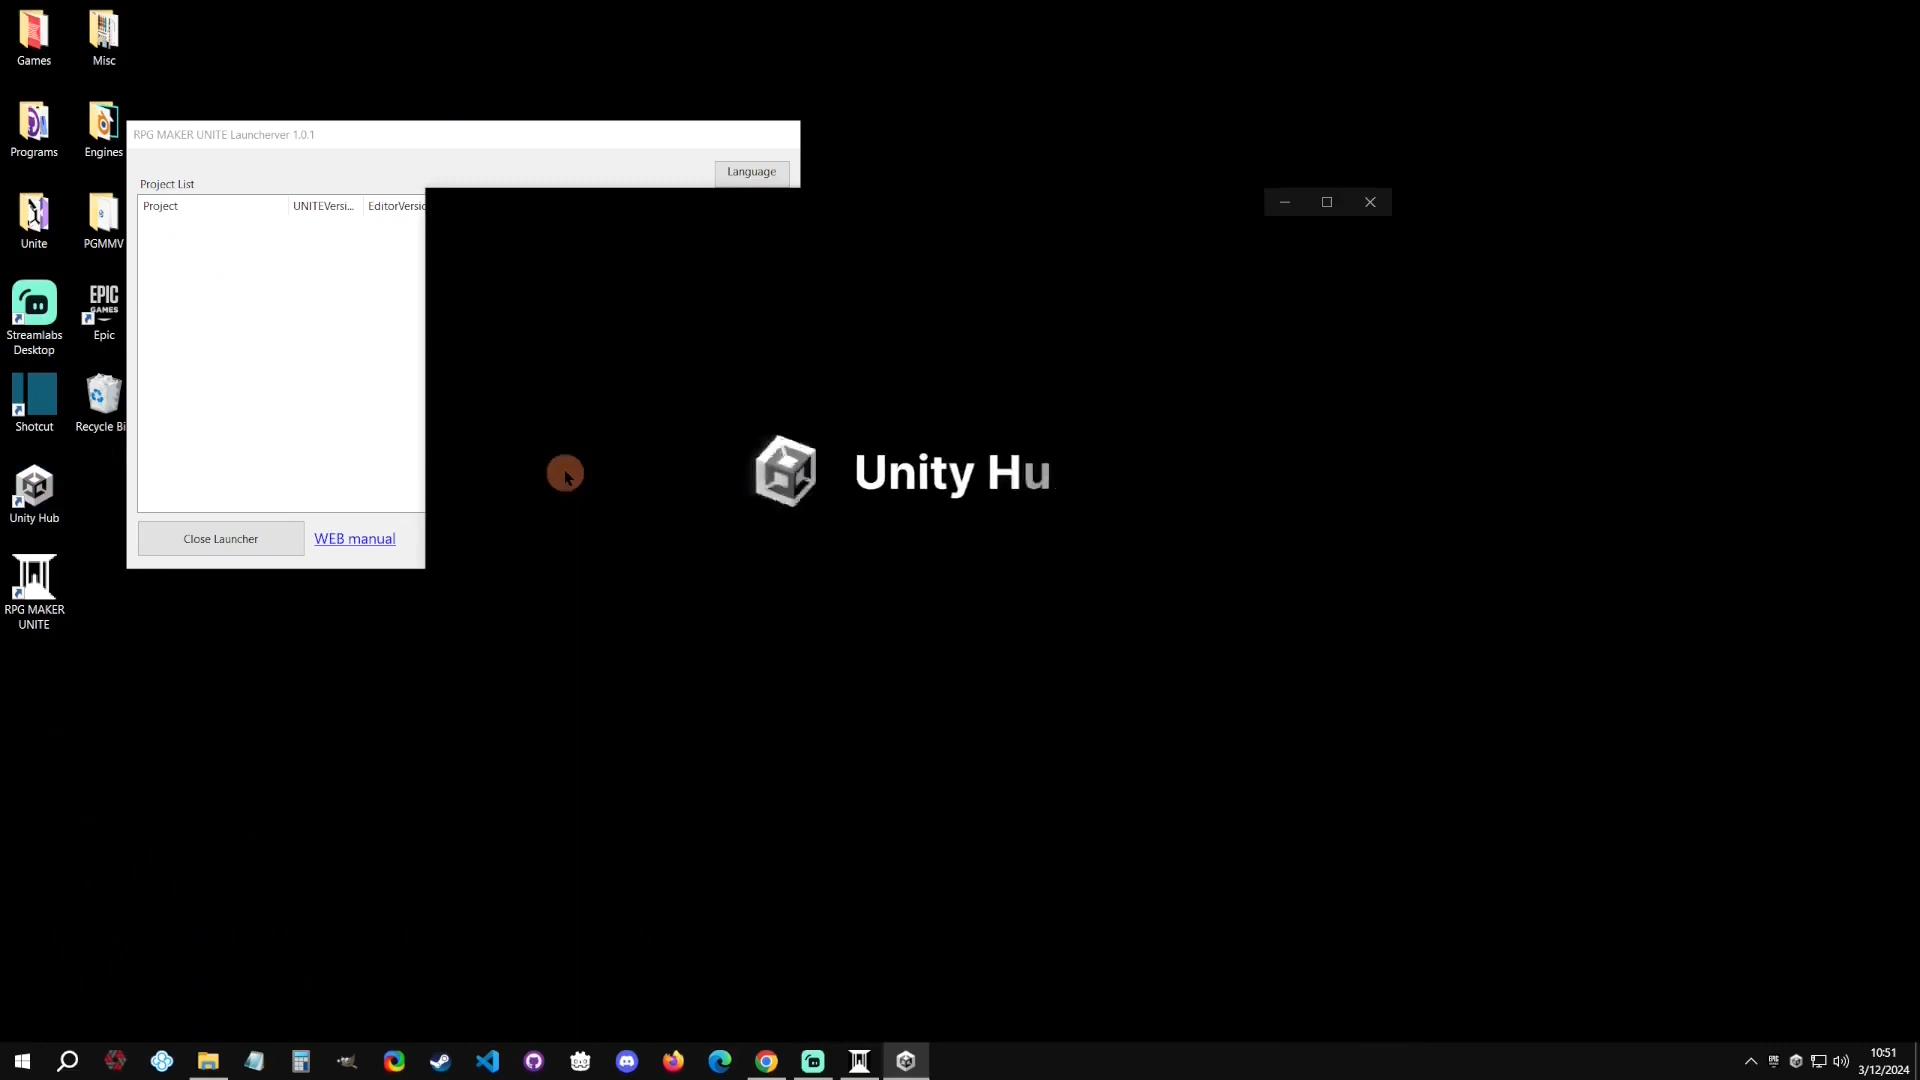 Games
Misc
Programs
Engines
Unite
PGMMV
Streamlabs
Desktop
EPIC
GAMES
Epic
Shotcut
Recycle Bi
Unity Hub
RPG MAKER
UNITE
RPG MAKER UNITE Launcherver 1.0.1
Language
Project List
Project
UNITEVersi...
EditorVersio
Close Launcher
WEB manual
Unity Hu
10:51
3/12/2024